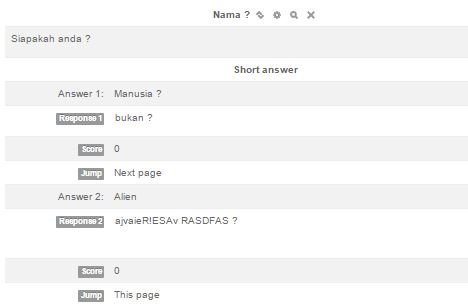 Nama ?
Siapakah anda ?
Short answer
Answer 1: Manusia ?
Response 1 bukan ?
Score 0
Jump Next page
Answer 2: Alien
Response 2 ajvaieR!ESAv RASDFAS ?
Score 0
Jump This page